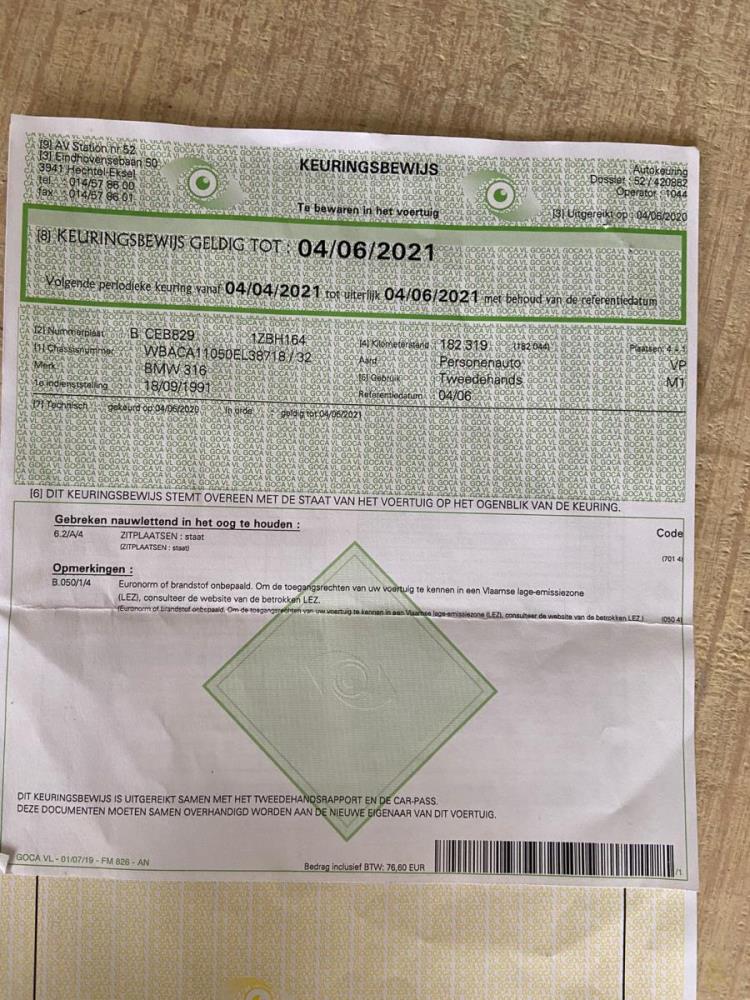 [9] AV Station nr 52
[3] Eindhovensebaan 50
3941 Hechtel-Eksel
tel. : 014/57 86 00
fax : 014/57 86 01
KEURINGSBEWIJS
Te bewaren in het voertuig
Autokeuring
Dossier : 52 / 420882
Operator : 1044
[3] Uitgereikt op : 04/06/2020
[8] KEURINGSBEWIJS GELDIG TOT : 04/06/2021
Volgende periodieke keuring vanaf 04/04/2021 tot uiterlijk 04/06/2021 met behoud van de referentiedatum
[2] Nummerplaat B CEB829 1ZBH164 [4] Kilometerstand 182 319 (182 044) Plaatsen: 4 + 1
[1] Chassisnummer WBACA11050EL38718 / 32 Aard Personenauto VP
Merk BMW 316 [5] Gebruik Tweedehands M1
1e indienststelling 18/09/1991 Referentiedatum 04/06
[7] Technisch gekeurd op 04/06/2020 In orde - geldig tot 04/06/2021
[6] DIT KEURINGSBEWIJS STEMT OVEREEN MET DE STAAT VAN HET VOERTUIG OP HET OGENBLIK VAN DE KEURING.
Gebreken nauwlettend in het oog te houden : Code
6.2/A/4 ZITPLAATSEN : staat
(ZITPLAATSEN : staat) (701 4)
Opmerkingen :
B.050/1/4 Euronorm of brandstof onbepaald. Om de toegangsrechten van uw voertuig te kennen in een Vlaamse lage-emissiezone
(LEZ), consulteer de website van de betrokken LEZ.
(Euronorm of brandstof onbepaald. Om de toegangsrechten van uw voertuig te kennen in een Vlaamse lage-emissiezone (LEZ), consulteer de website van de betrokken LEZ.) (050 4)
DIT KEURINGSBEWIJS IS UITGEREIKT SAMEN MET HET TWEEDEHANDSRAPPORT EN DE CAR-PASS.
DEZE DOCUMENTEN MOETEN SAMEN OVERHANDIGD WORDEN AAN DE NIEUWE EIGENAAR VAN DIT VOERTUIG.
GOCA VL - 01/07/19 - FM 826 - AN
Bedrag inclusief BTW: 76,60 EUR
/1